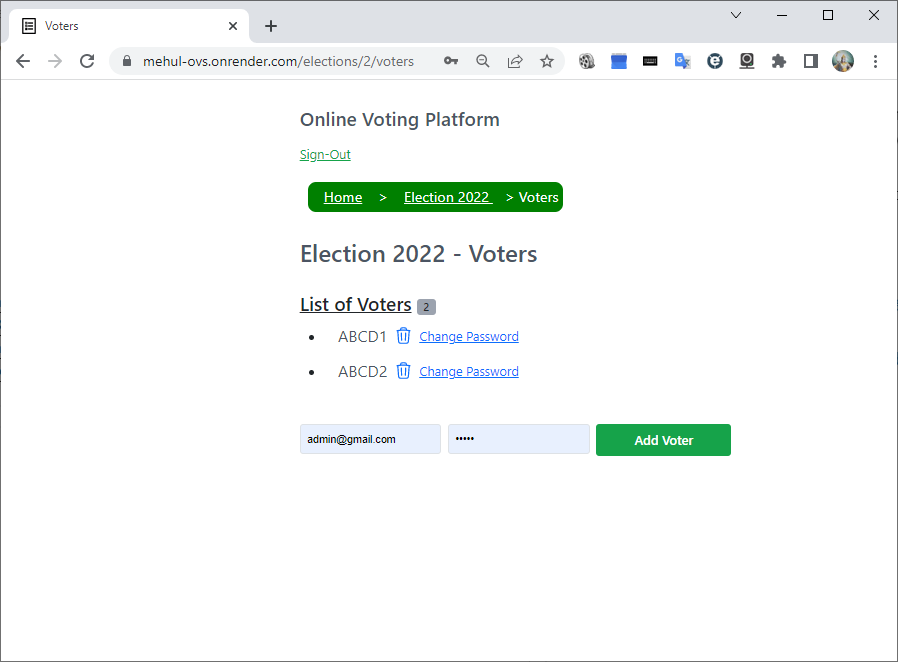 Voters
mehul-ovs.onrender.com/elections/2/voters
Online Voting Platform
Sign-Out
Home > Election 2022 > Voters
Election 2022 - Voters
List of Voters 2
ABCD1 Change Password
ABCD2 Change Password
admin@gmail.com ••••• Add Voter